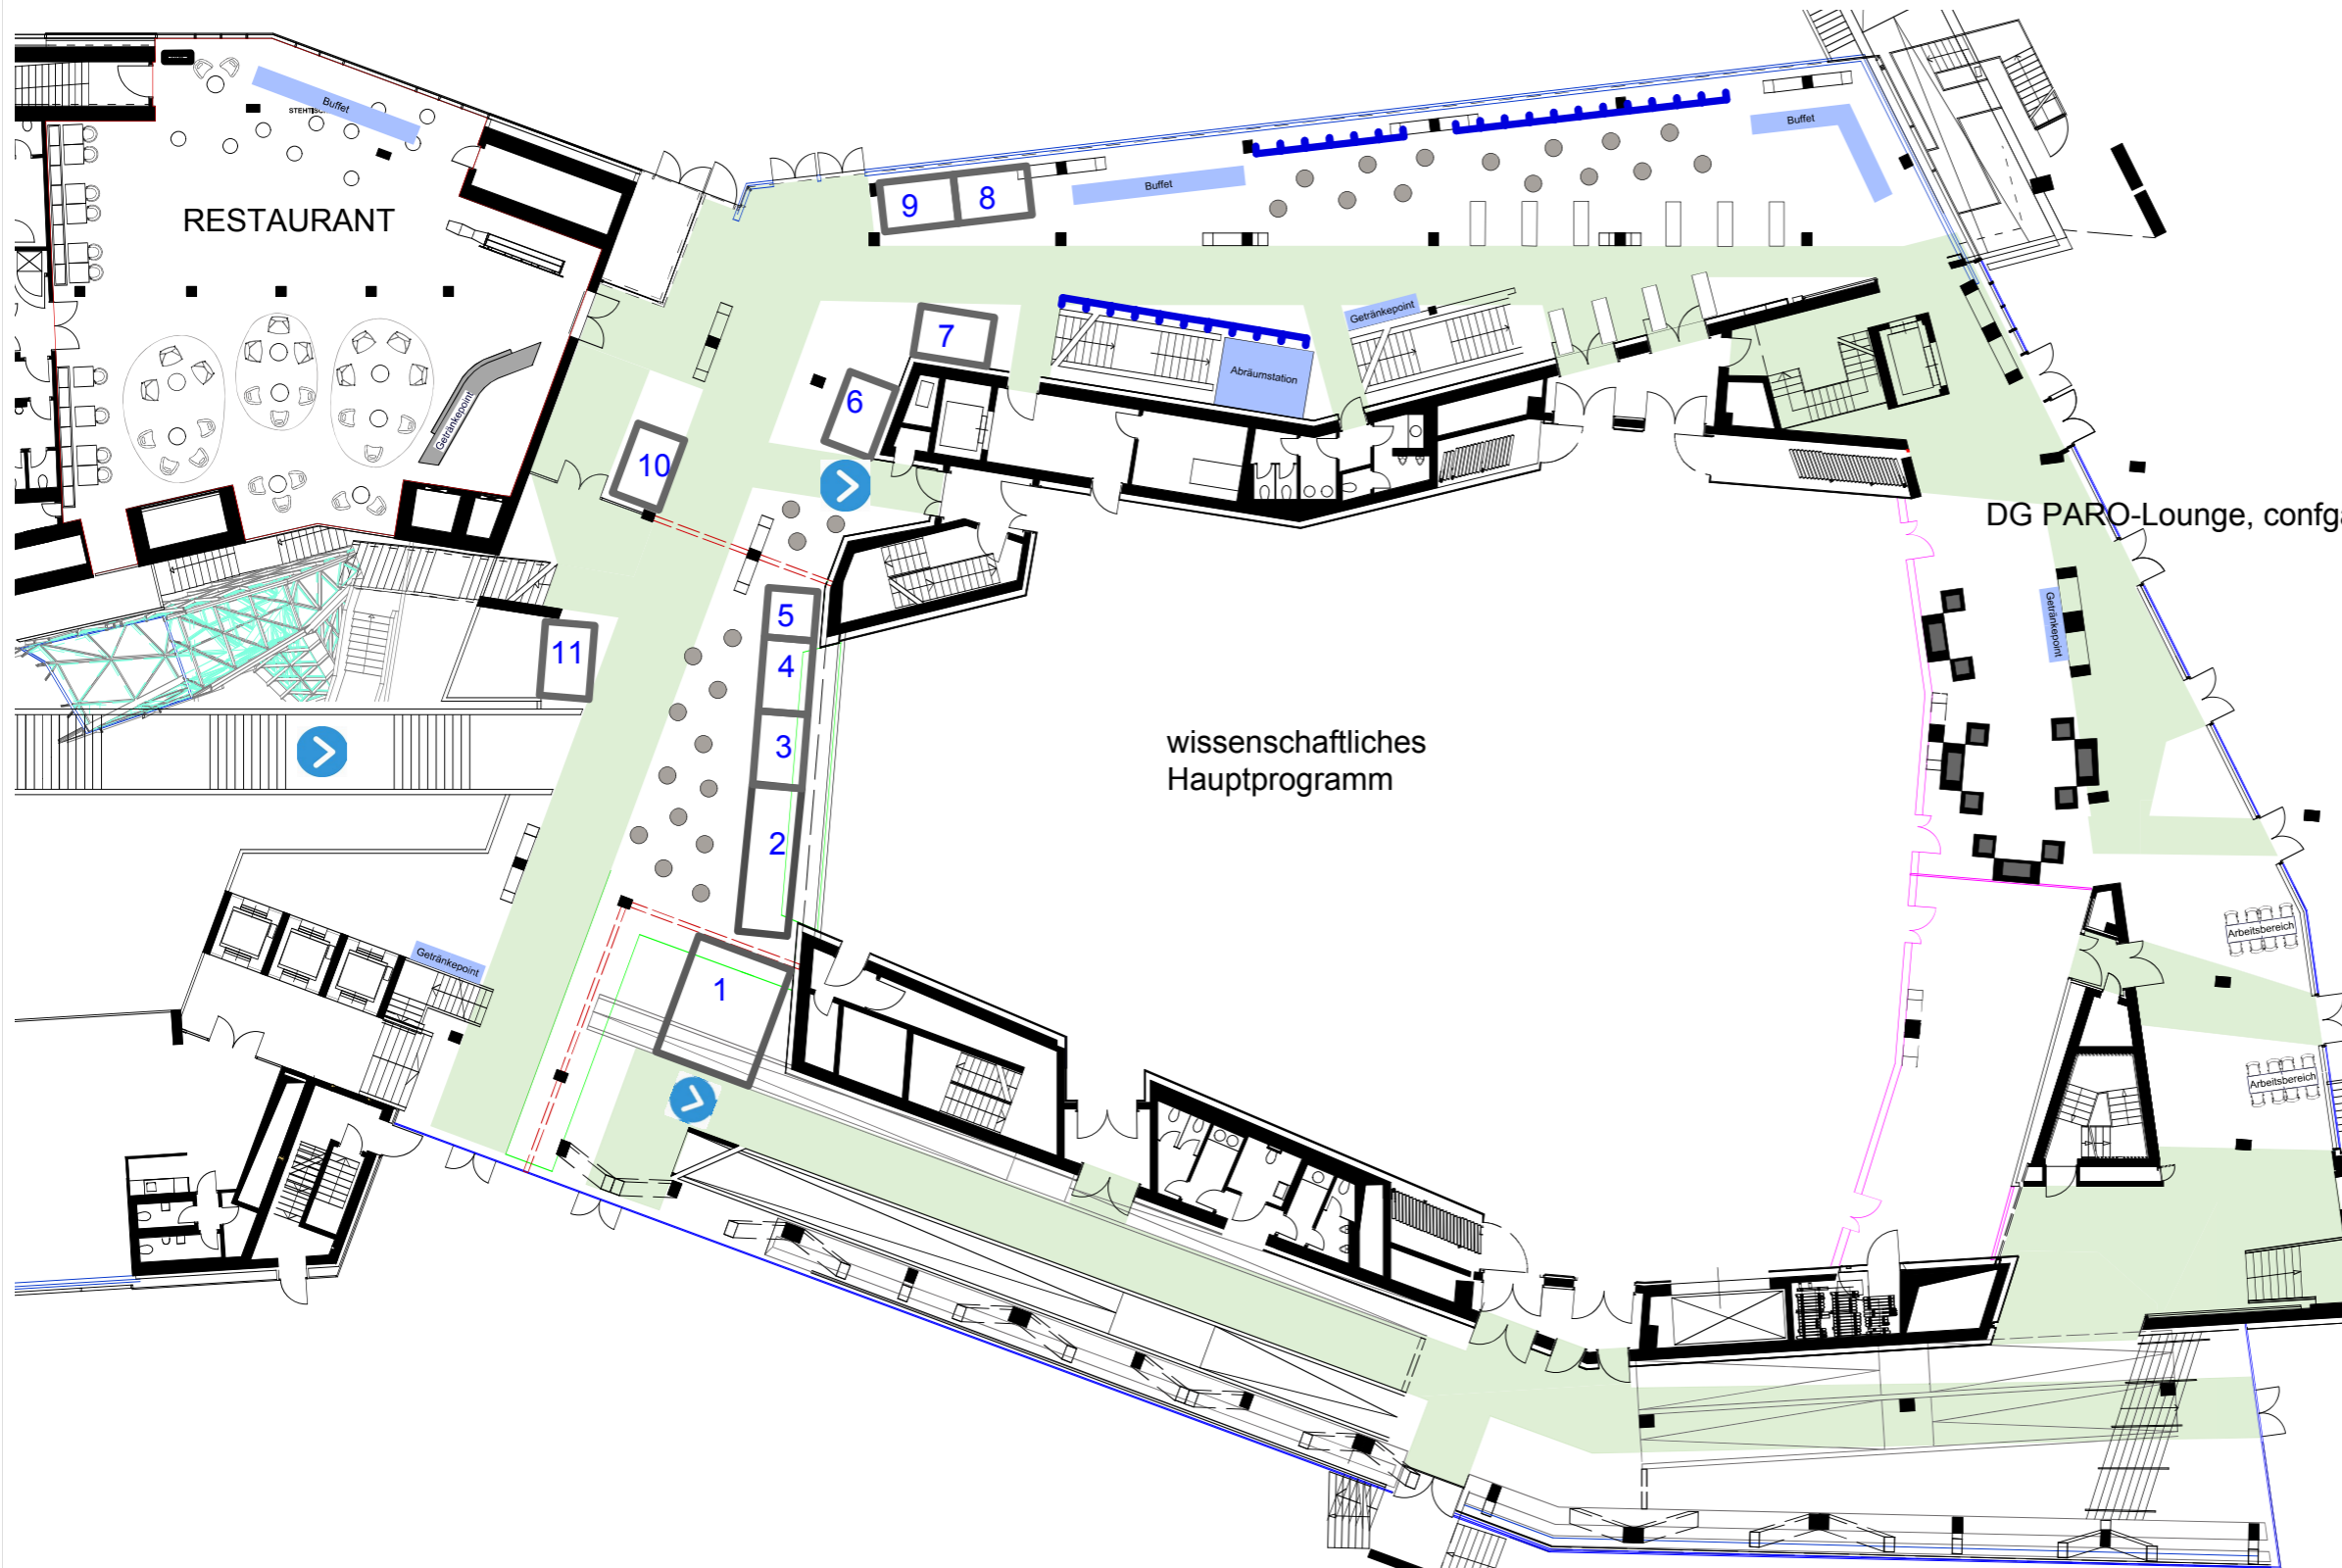 Buffet
RESTAURANT
Getränkepoint
9
8
Buffet
Buffet
7
Getränkepoint
Abräumstation
6
10
DG PARO-Lounge, confga
5
4
11
3
2
Getränkepoint
wissenschaftliches
Hauptprogramm
Getränkepoint
1
Arbeitsbereich
Arbeitsbereich